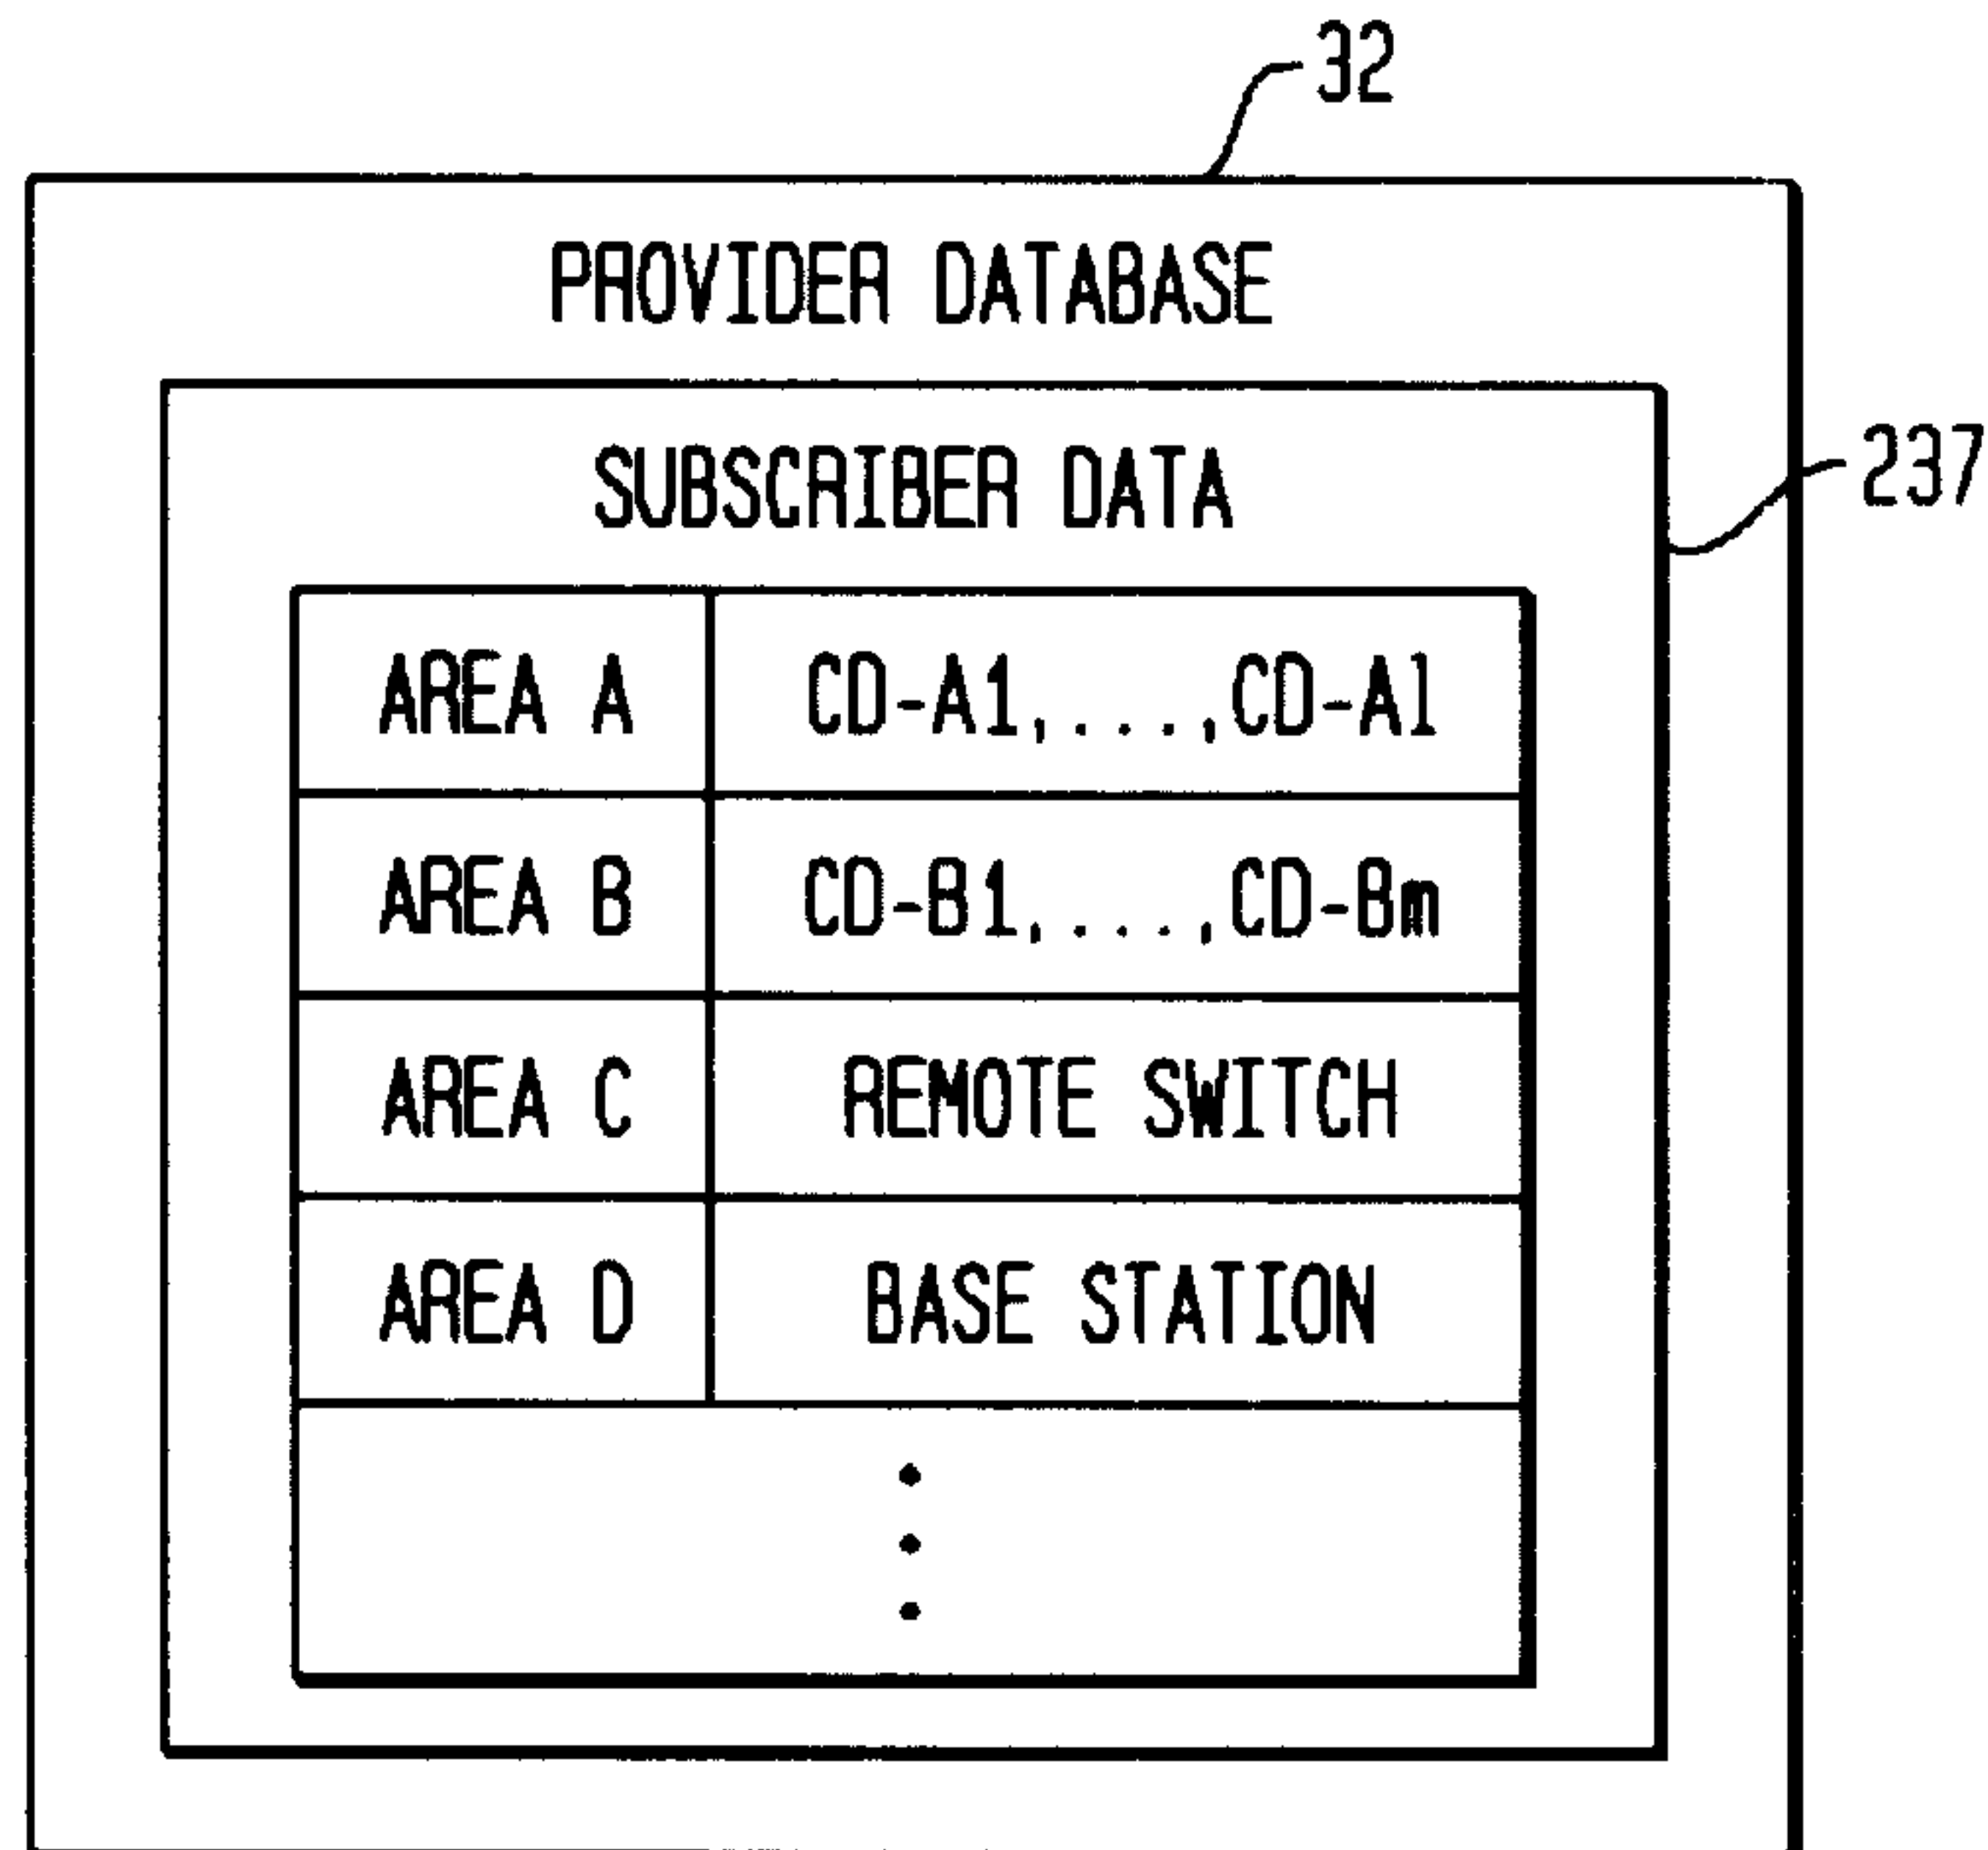 32
PROVIDER DATABASE
237
SUBSCRIBER DATA
AREA A CD-A1,...,CD-Al
AREA B CD-B1,...,CD-Bm
AREA C REMOTE SWITCH
AREA D BASE STATION